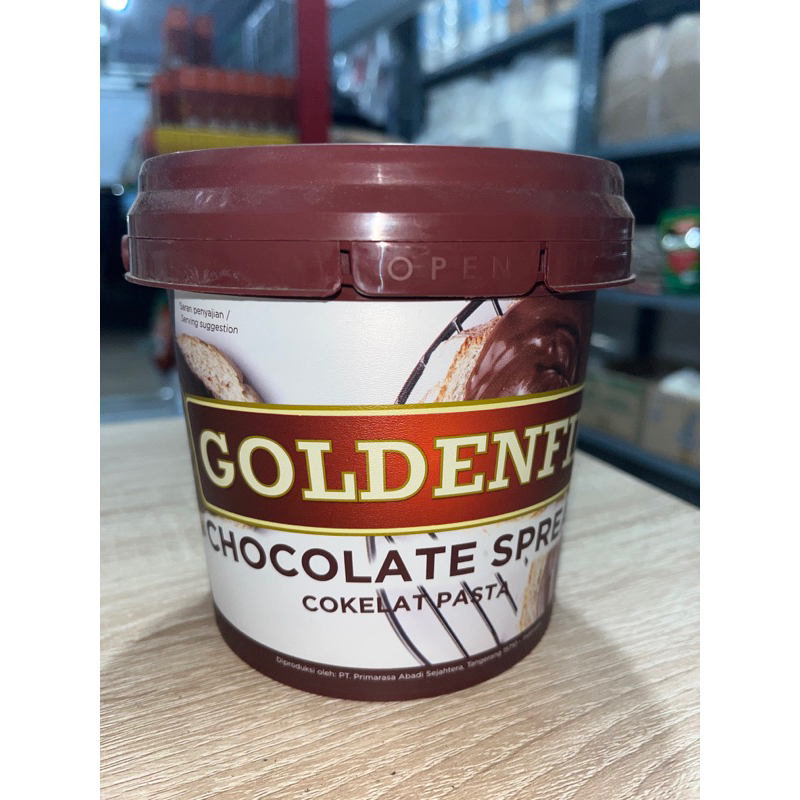 OPEN
Saran penyajian /
Serving suggestion
GOLDENFI
CHOCOLATE SPREA
COKELAT PASTA
Diproduksi oleh: PT. Primarasa Abadi Sejahtera, Tangerang